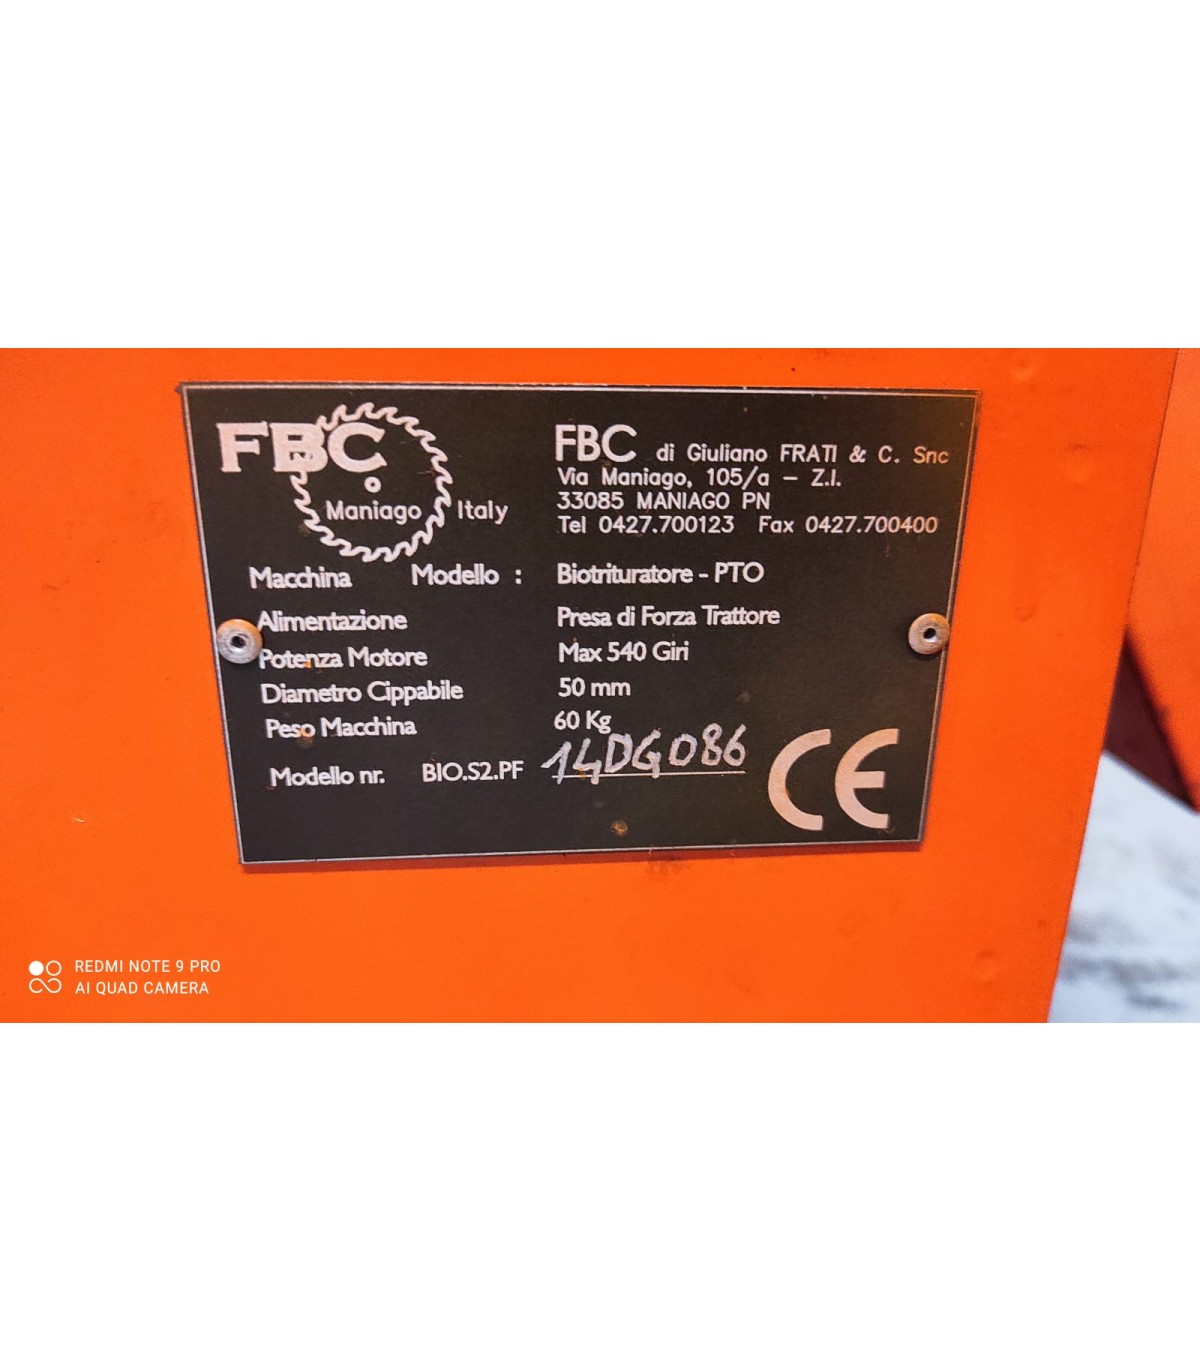 FBC
Maniago Italy
FBC di Giuliano FRATI & C. Snc
Via Maniago, 105/a – Z.I.
33085 MANIAGO PN
Tel 0427.700123 Fax 0427.700400
Macchina Modello : Biotrituratore - PTO
Alimentazione Presa di Forza Trattore
Potenza Motore Max 540 Giri
Diametro Cippabile 50 mm
Peso Macchina 60 Kg
Modello nr. BIO.S2.PF 14DG086
CE
REDMI NOTE 9 PRO
AI QUAD CAMERA